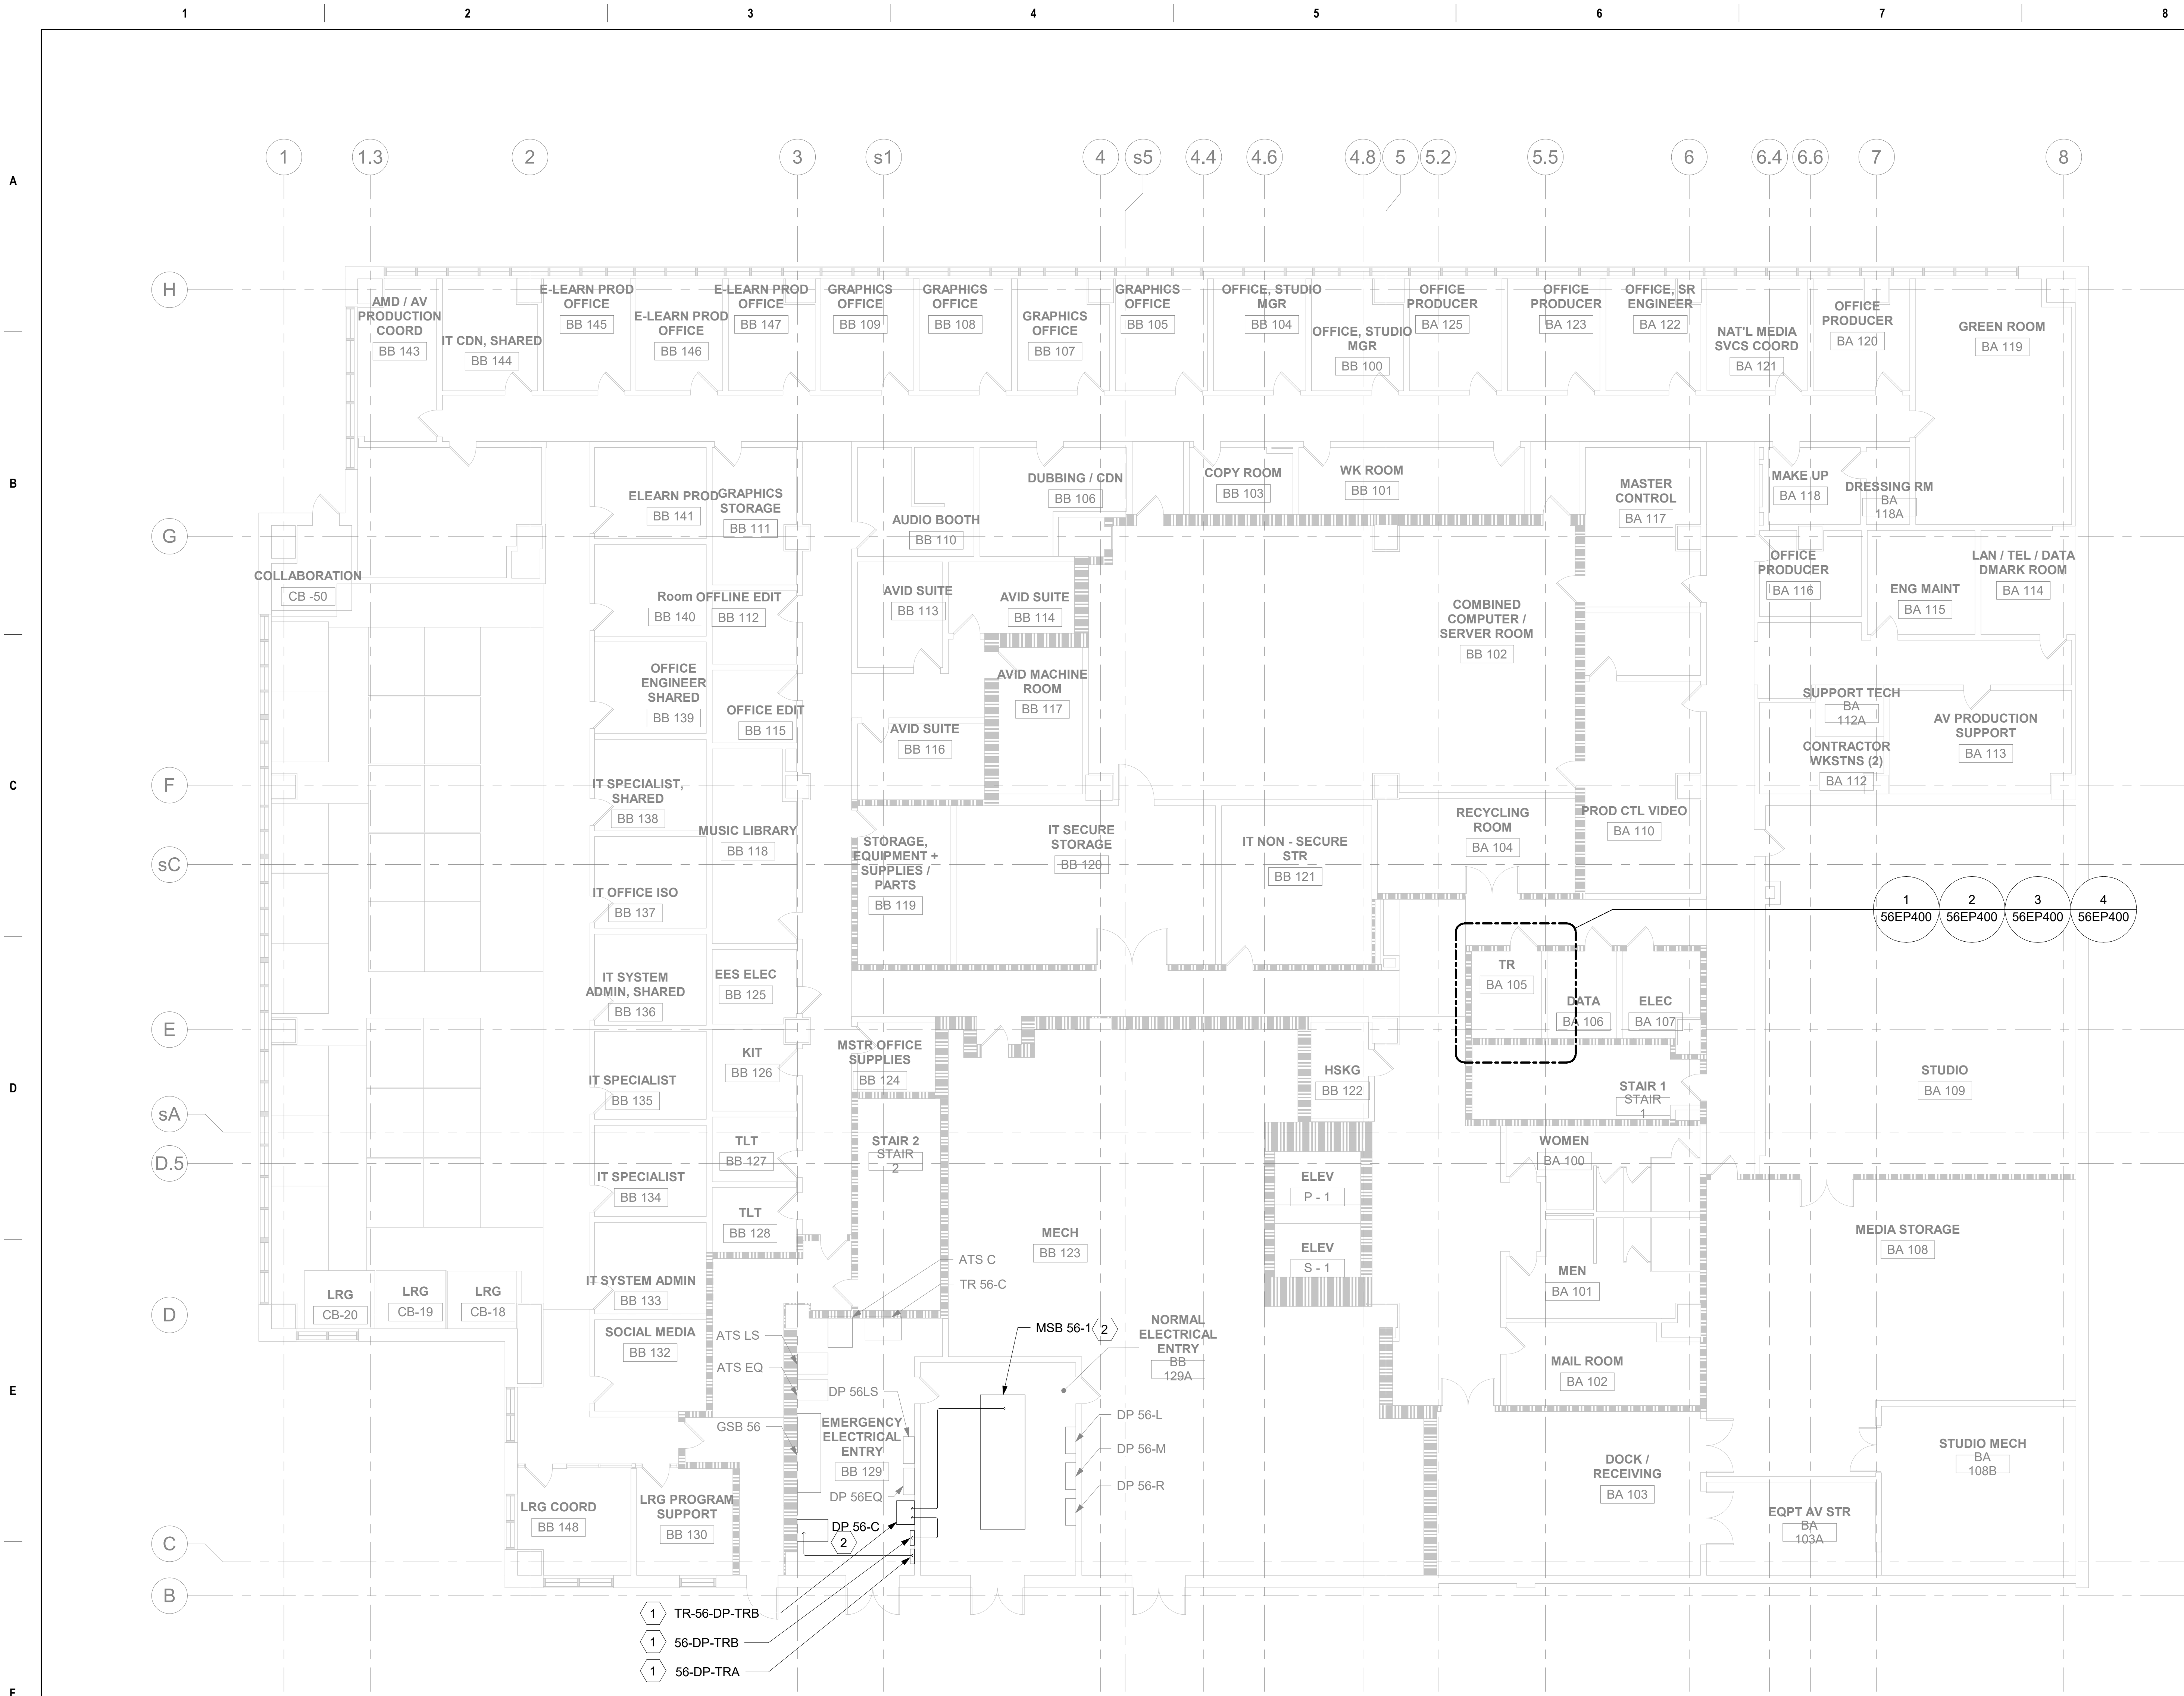 1 2 3 4 5 6 7 8
A
B
C
D
E
F
1 1.3 2 3 s1 4 s5 4.4 4.6 4.8 5 5.2 5.5 6 6.4 6.6 7 8
H
G
F
sC
E
sA
D.5
D
C
B
AMD / AV
PRODUCTION
COORD
BB 143
IT CDN, SHARED
BB 144
E-LEARN PROD
OFFICE
BB 145
E-LEARN PROD
OFFICE
BB 146
E-LEARN PROD
OFFICE
BB 147
GRAPHICS
OFFICE
BB 109
GRAPHICS
OFFICE
BB 108
GRAPHICS
OFFICE
BB 107
GRAPHICS
OFFICE
BB 105
OFFICE, STUDIO
MGR
BB 104
OFFICE, STUDIO
MGR
BB 100
OFFICE
PRODUCER
BA 125
OFFICE
PRODUCER
BA 123
OFFICE, SR
ENGINEER
BA 122
NAT'L MEDIA
SVCS COORD
BA 121
OFFICE
PRODUCER
BA 120
GREEN ROOM
BA 119
ELEARN PROD
BB 141
GRAPHICS
STORAGE
BB 111
AUDIO BOOTH
BB 110
DUBBING / CDN
BB 106
COPY ROOM
BB 103
WK ROOM
BB 101
MASTER
CONTROL
BA 117
MAKE UP
BA 118
DRESSING RM
BA
118A
COLLABORATION
CB -50
Room
BB 140
OFFLINE EDIT
BB 112
AVID SUITE
BB 113
AVID SUITE
BB 114
COMBINED
COMPUTER /
SERVER ROOM
BB 102
OFFICE
PRODUCER
BA 116
ENG MAINT
BA 115
LAN / TEL / DATA
DMARK ROOM
BA 114
OFFICE
ENGINEER
SHARED
BB 139
OFFICE EDIT
BB 115
AVID SUITE
BB 116
AVID MACHINE
ROOM
BB 117
SUPPORT TECH
BA
112A
CONTRACTOR
WKSTNS (2)
BA 112
AV PRODUCTION
SUPPORT
BA 113
IT SPECIALIST,
SHARED
BB 138
MUSIC LIBRARY
BB 118
STORAGE,
EQUIPMENT +
SUPPLIES /
PARTS
BB 119
IT SECURE
STORAGE
BB 120
IT NON - SECURE
STR
BB 121
RECYCLING
ROOM
BA 104
PROD CTL VIDEO
BA 110
IT OFFICE ISO
BB 137
1
56EP400
2
56EP400
3
56EP400
4
56EP400
IT SYSTEM
ADMIN, SHARED
BB 136
EES ELEC
BB 125
TR
BA 105
DATA
BA 106
ELEC
BA 107
KIT
BB 126
MSTR OFFICE
SUPPLIES
BB 124
HSKG
BB 122
IT SPECIALIST
BB 135
STAIR 1
STAIR
1
STUDIO
BA 109
TLT
BB 127
STAIR 2
STAIR
2
WOMEN
BA 100
IT SPECIALIST
BB 134
ELEV
P - 1
TLT
BB 128
MECH
BB 123
ELEV
S - 1
MEDIA STORAGE
BA 108
IT SYSTEM ADMIN
BB 133
MEN
BA 101
LRG
CB-20
LRG
CB-19
LRG
CB-18
ATS C
TR 56-C
SOCIAL MEDIA
BB 132
ATS LS
ATS EQ
MSB 56-1 2
NORMAL
ELECTRICAL
ENTRY
BB
129A
MAIL ROOM
BA 102
DP 56LS
GSB 56
EMERGENCY
ELECTRICAL
ENTRY
BB 129
DP 56EQ
DP 56-L
DP 56-M
DP 56-R
DOCK /
RECEIVING
BA 103
STUDIO MECH
BA
108B
EQPT AV STR
BA
103A
LRG COORD
BB 148
LRG PROGRAM
SUPPORT
BB 130
DP 56-C
2
1 TR-56-DP-TRB
1 56-DP-TRB
1 56-DP-TRA